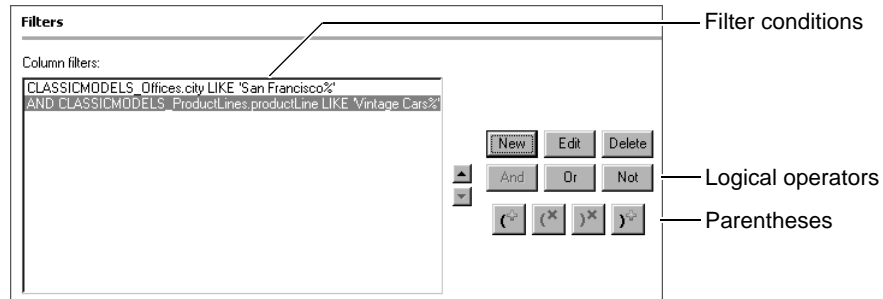 Filters
Filter conditions
Column filters:
CLASSICMODELS_Offices.city LIKE 'San Francisco%'
AND CLASSICMODELS_ProductLines.productLine LIKE 'Vintage Cars%'
New Edit Delete
And Or Not
Logical operators
( ( ) )
Parentheses